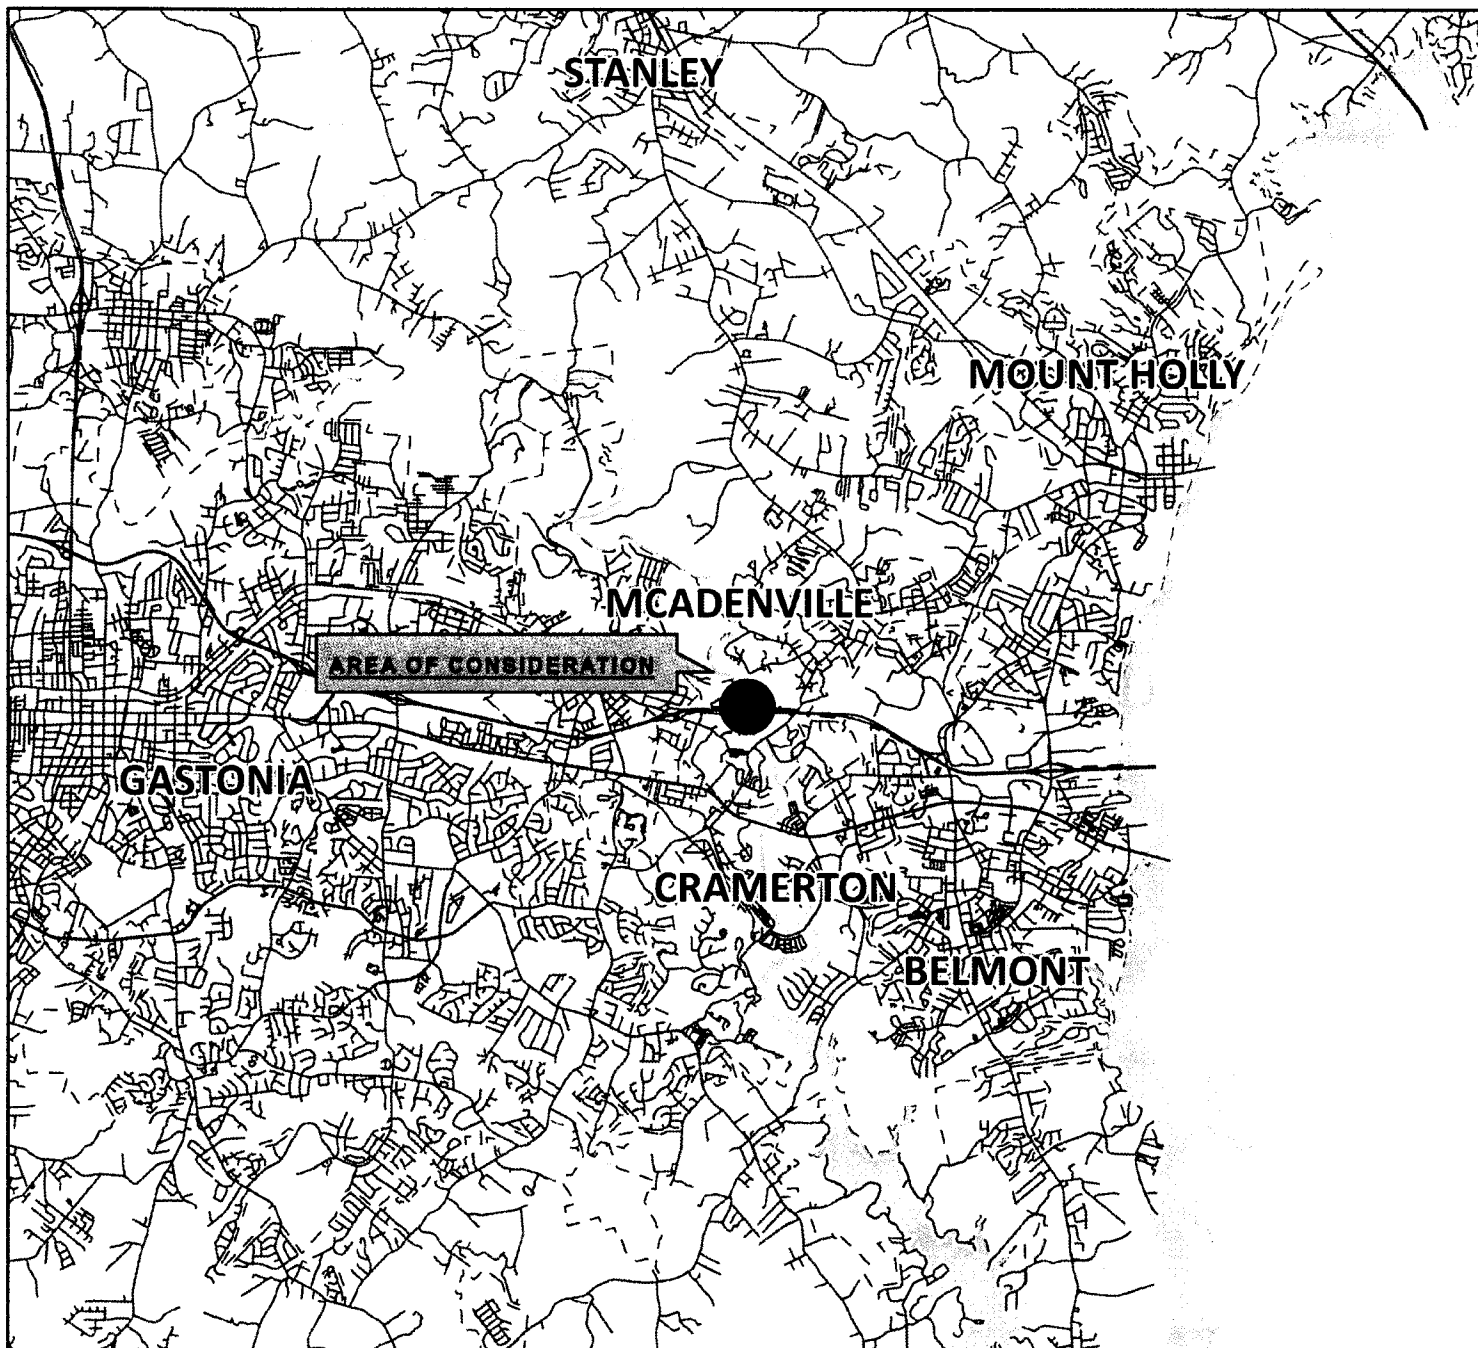 STANLEY
MOUNT HOLLY
MCADENVILLE
AREA OF CONSIDERATION
GASTONIA
CRAMERTON
BELMONT